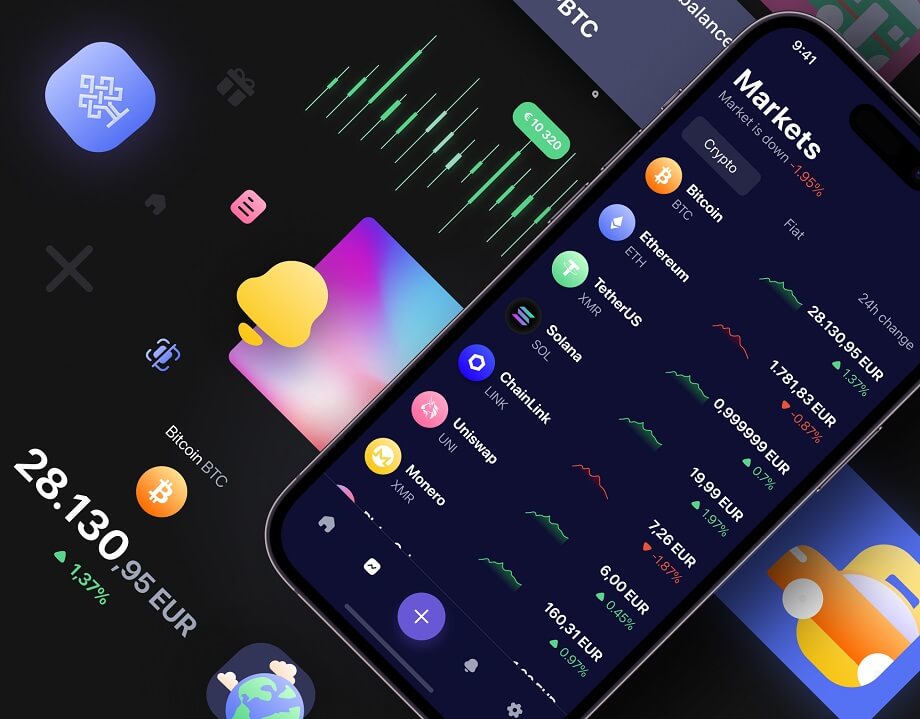 BTC
balance
€10 320
9:41
Markets
Market is down -1.95%
Crypto
Fiat
24h change
Bitcoin
BTC
28.130,95 EUR
1.37%
Ethereum
ETH
1.781,83 EUR
-0.87%
TetherUS
XMR
0,999999 EUR
0.7%
Solana
SOL
19,99 EUR
1.97%
ChainLink
LINK
7,26 EUR
-1.87%
Uniswap
UNI
6,00 EUR
0.45%
Monero
XMR
160,31 EUR
0.97%
Bitcoin BTC
28.130,95 EUR
1,37%